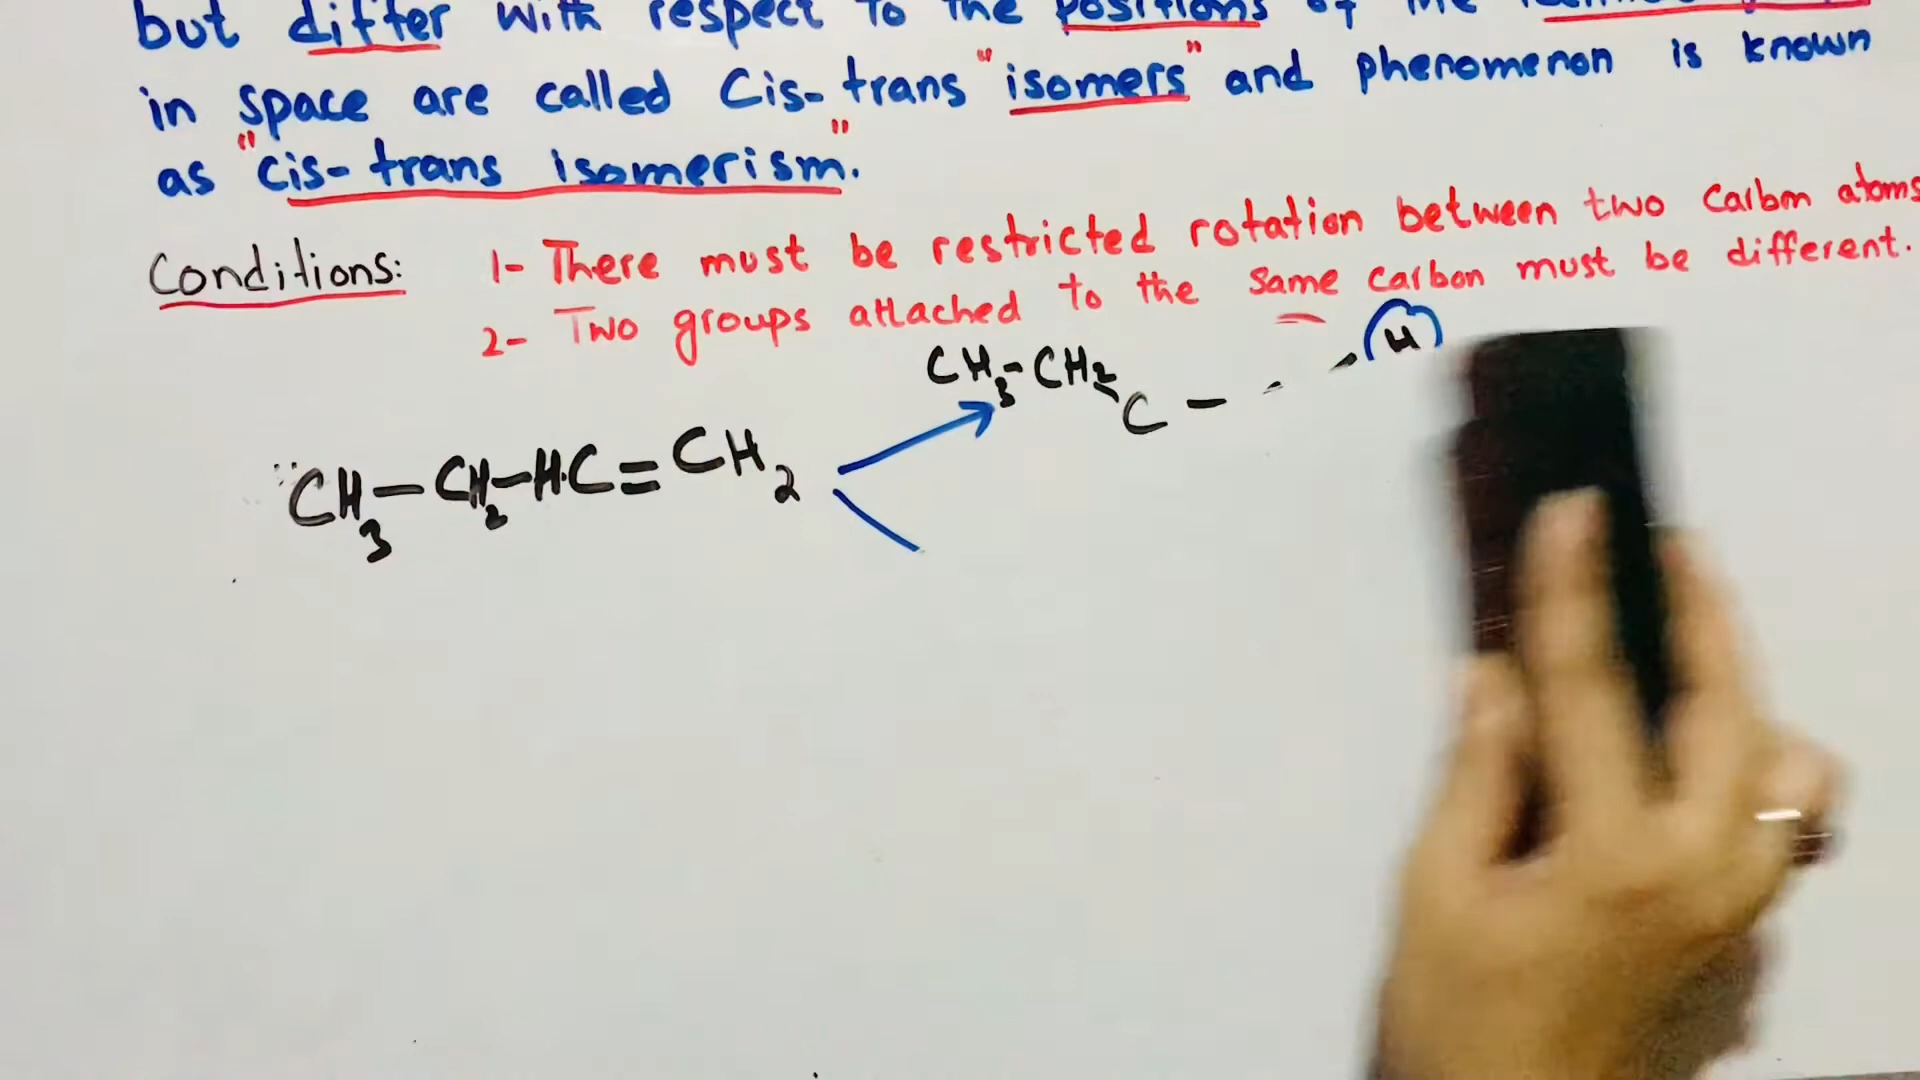 but differ with respect to the positions of the
in space are called Cis-trans "isomers" and phenomenon is known
as "cis-trans isomerism".
Conditions: 1- There must be restricted rotation between two carbon atoms
2- Two groups attached to the same carbon must be different.
CH3-CH2 H
C
CH3-CH2-HC=CH2